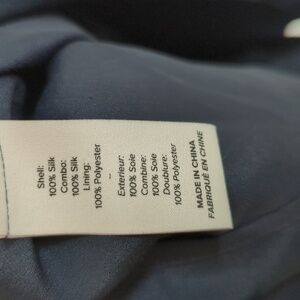 Shell:
100% Silk
Combo:
100% Silk
Lining:
100% Polyester
Exterieur:
100% Soie
Combine:
100% Soie
Doublure:
100% Polyester
MADE IN CHINA
FABRIQUÉ EN CHINE